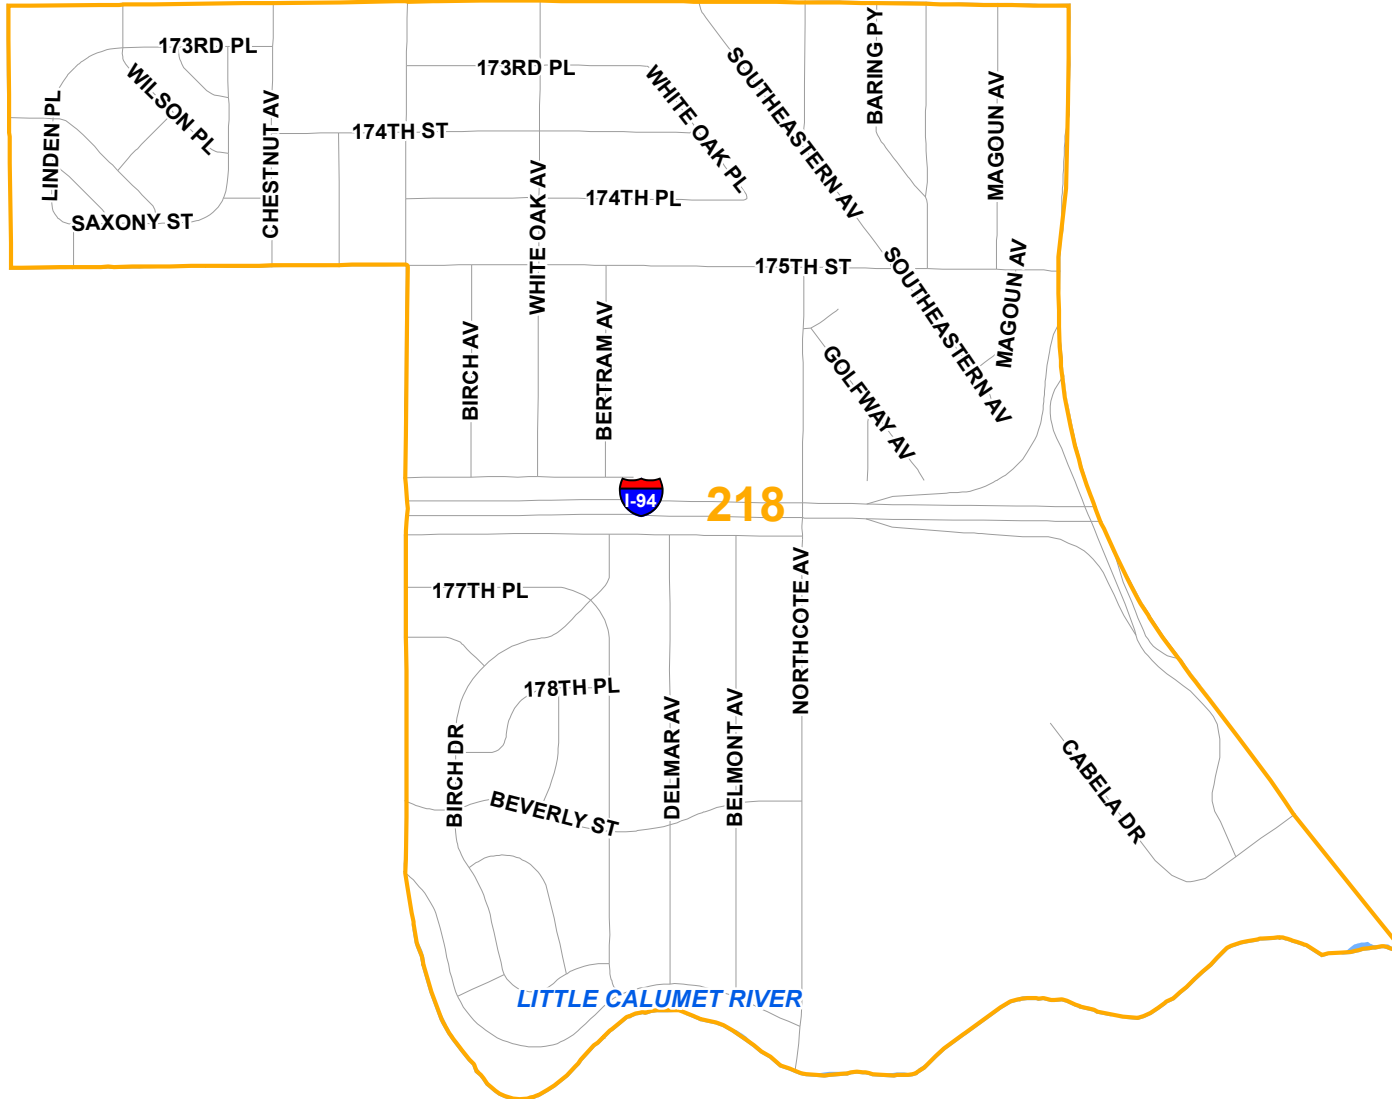 173RD PL
BARING PY
SOUTHEASTERN AV
173RD PL
WILSON PL
WHITE OAK PL
MAGOUN AV
LINDEN PL
CHESTNUT AV
174TH ST
WHITE OAK AV
174TH PL
SAXONY ST
175TH ST
SOUTHEASTERN AV
MAGOUN AV
BIRCH AV
BERTRAM AV
GOLFWAY AV
I-94
218
NORTHCOTE AV
177TH PL
178TH PL
BIRCH DR
DELMAR AV
BELMONT AV
CABELA DR
BEVERLY ST
LITTLE CALUMET RIVER